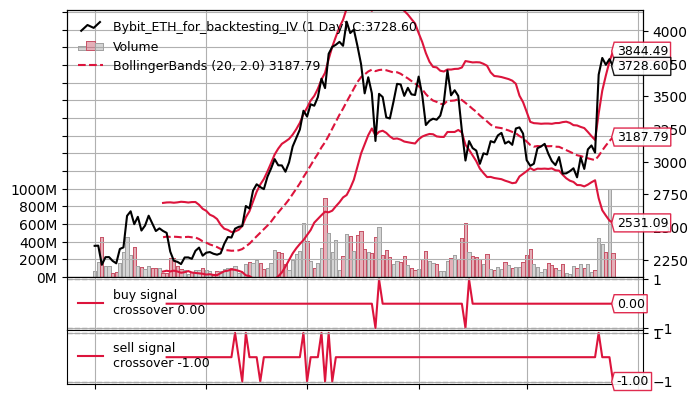 Bybit_ETH_for_backtesting_IV (1 Day) C:3728.60
Volume
BollingerBands (20, 2.0) 3187.79
4000
3844.49
3728.60
3500
3187.79
3000
2750
2531.09
2250
1000M
800M
600M
400M
200M
0M
buy signal
crossover 0.00
1
0.00
−1
sell signal
crossover -1.00
1
-1.00
−1